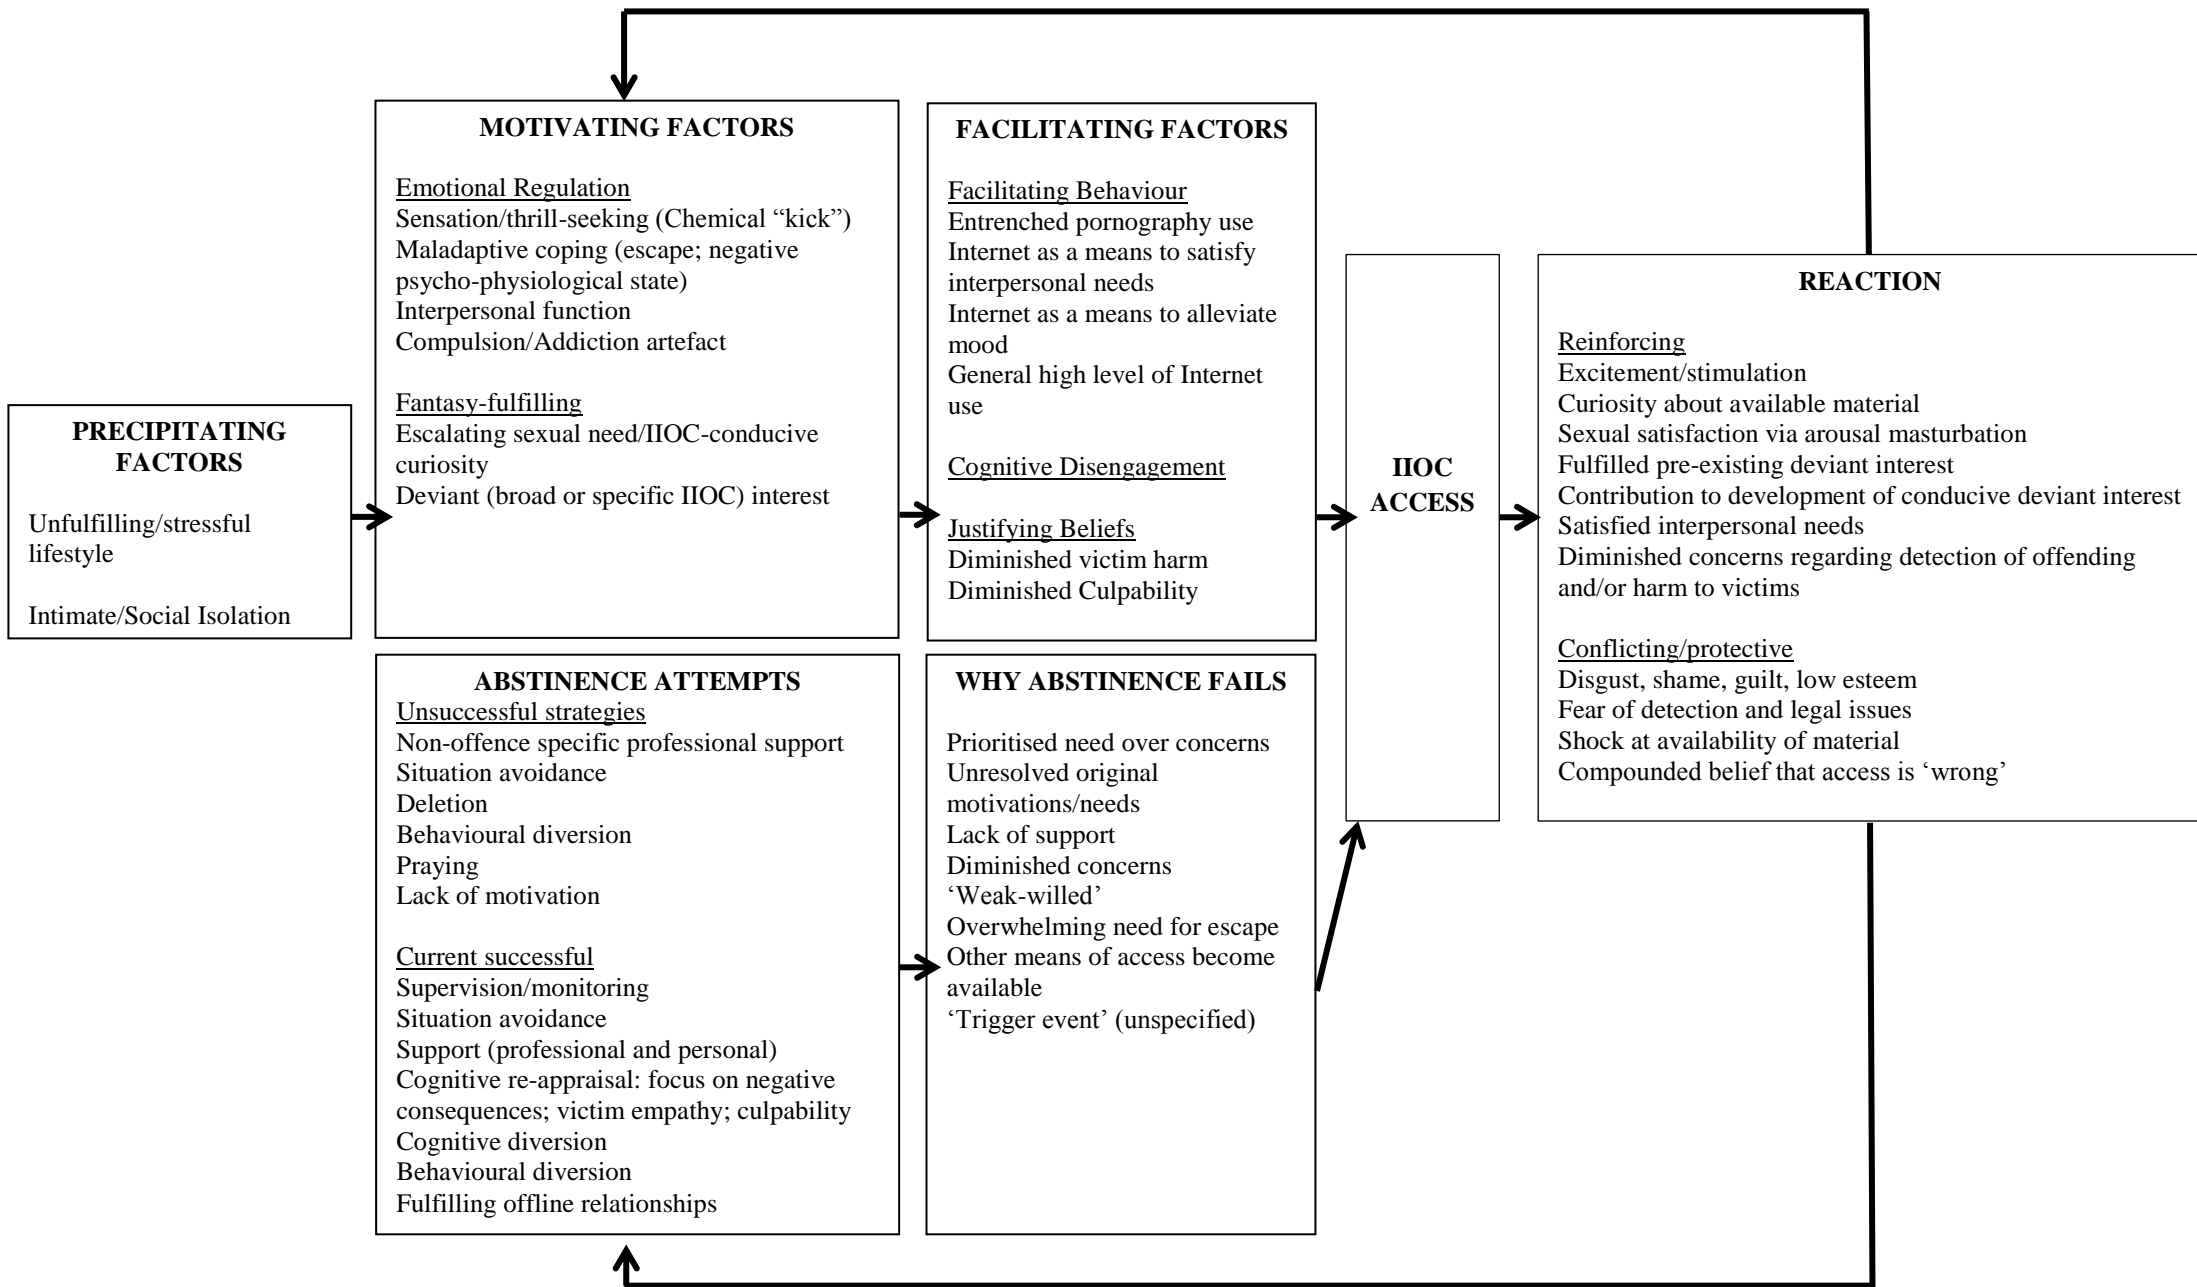 MOTIVATING FACTORS
Emotional Regulation
Sensation/thrill-seeking (Chemical “kick”)
Maladaptive coping (escape; negative
psycho-physiological state)
Interpersonal function
Compulsion/Addiction artefact
Fantasy-fulfilling
Escalating sexual need/IIOC-conducive
curiosity
Deviant (broad or specific IIOC) interest
FACILITATING FACTORS
Facilitating Behaviour
Entrenched pornography use
Internet as a means to satisfy
interpersonal needs
Internet as a means to alleviate
mood
General high level of Internet
use
Cognitive Disengagement
Justifying Beliefs
Diminished victim harm
Diminished Culpability
PRECIPITATING
FACTORS
Unfulfilling/stressful
lifestyle
Intimate/Social Isolation
IIOC
ACCESS
REACTION
Reinforcing
Excitement/stimulation
Curiosity about available material
Sexual satisfaction via arousal masturbation
Fulfilled pre-existing deviant interest
Contribution to development of conducive deviant interest
Satisfied interpersonal needs
Diminished concerns regarding detection of offending
and/or harm to victims
Conflicting/protective
Disgust, shame, guilt, low esteem
Fear of detection and legal issues
Shock at availability of material
Compounded belief that access is ‘wrong’
ABSTINENCE ATTEMPTS
Unsuccessful strategies
Non-offence specific professional support
Situation avoidance
Deletion
Behavioural diversion
Praying
Lack of motivation
Current successful
Supervision/monitoring
Situation avoidance
Support (professional and personal)
Cognitive re-appraisal: focus on negative
consequences; victim empathy; culpability
Cognitive diversion
Behavioural diversion
Fulfilling offline relationships
WHY ABSTINENCE FAILS
Prioritised need over concerns
Unresolved original
motivations/needs
Lack of support
Diminished concerns
‘Weak-willed’
Overwhelming need for escape
Other means of access become
available
‘Trigger event’ (unspecified)